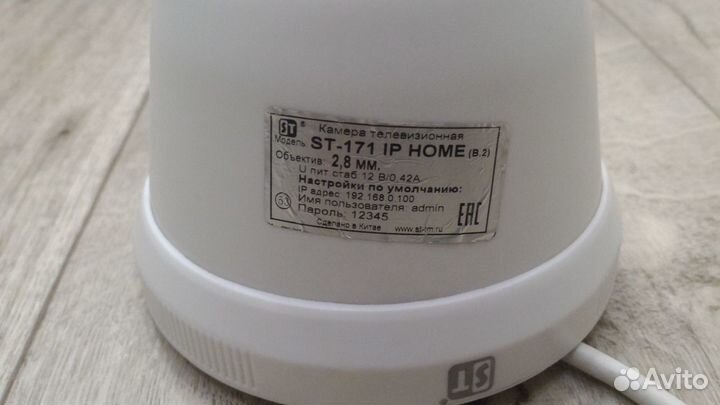 ST ®
Камера телевизионная
Модель: ST-171 IP HOME (В.2)
Объектив: 2,8 мм.
U пит.стаб 12 В/0,42А
Настройки по умолчанию:
IP адрес: 192.168.0.100
53 Имя пользователя: admin
Пароль: 12345
EAC
Сделано в Китае www.st-tm.ru
ST
Avito